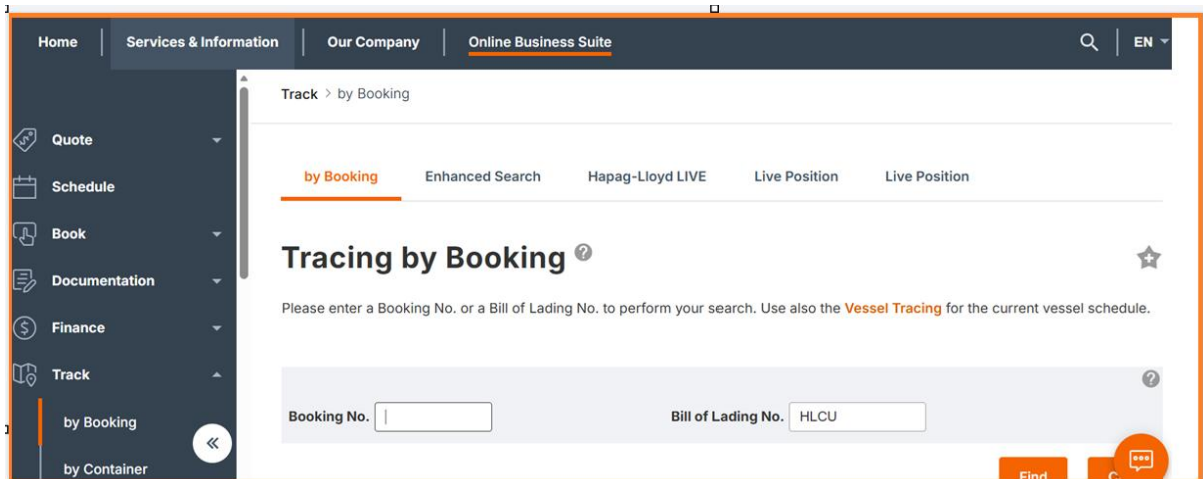 Home Services & Information Our Company Online Business Suite EN
Track > by Booking
Quote
Schedule
Book
Documentation
Finance
Track
by Booking
by Container
by Booking Enhanced Search Hapag-Lloyd LIVE Live Position Live Position
Tracing by Booking
Please enter a Booking No. or a Bill of Lading No. to perform your search. Use also the Vessel Tracing for the current vessel schedule.
Booking No. Bill of Lading No. HLCU
Find